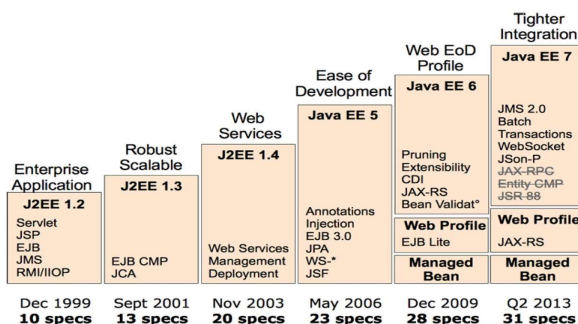 Enterprise
Application
J2EE 1.2
Servlet
JSP
EJB
JMS
RMI/IIOP
Dec 1999
10 specs
Robust
Scalable
J2EE 1.3
EJB CMP
JCA
Sept 2001
13 specs
Web
Services
J2EE 1.4
Web Services
Management
Deployment
Nov 2003
20 specs
Ease of
Development
Java EE 5
Annotations
Injection
EJB 3.0
JPA
WS-*
JSF
May 2006
23 specs
Web EoD
Profile
Java EE 6
Pruning
Extensibility
CDI
JAX-RS
Bean Validat°
Web Profile
EJB Lite
Managed
Bean
Dec 2009
28 specs
Tighter
Integration
Java EE 7
JMS 2.0
Batch
Transactions
WebSocket
JSon-P
JAX-RPC
Entity CMP
JSR 88
Web Profile
JAX-RS
Managed
Bean
Q2 2013
31 specs